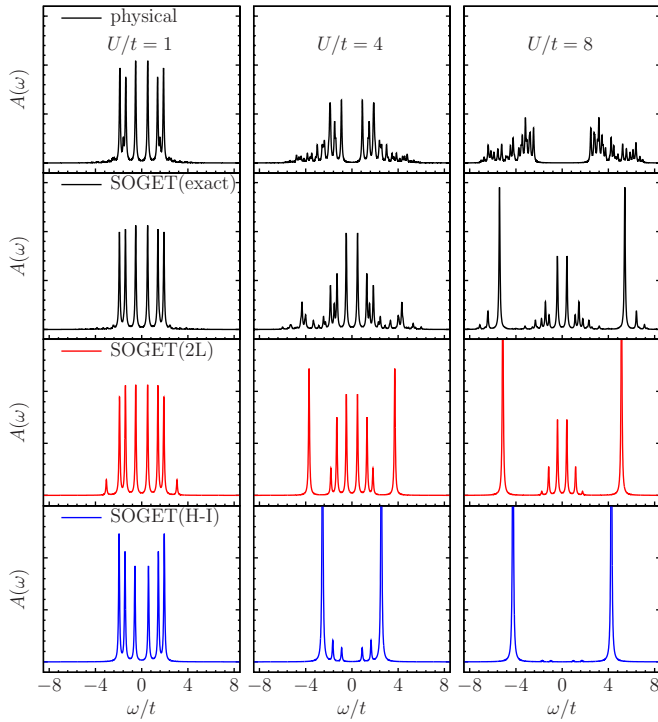 physical
U/t = 1
U/t = 4
U/t = 8
A(ω)
SOGET(exact)
A(ω)
SOGET(2L)
A(ω)
SOGET(H-I)
A(ω)
−8 −4 0 4 8 −8 −4 0 4 8 −8 −4 0 4 8
ω/t ω/t ω/t